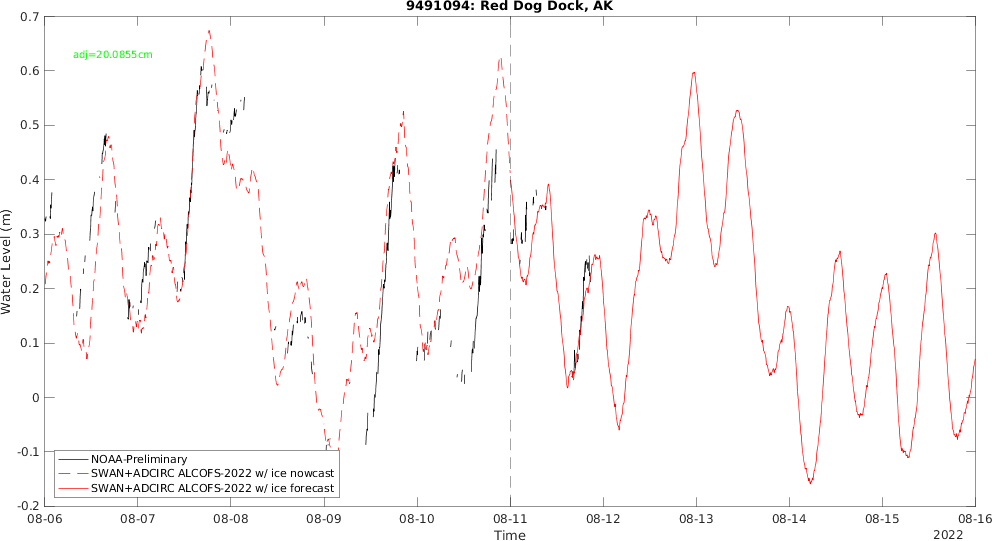 9491094: Red Dog Dock, AK
adj=20.0855cm
Water Level (m)
0.7
0.6
0.5
0.4
0.3
0.2
0.1
0
-0.1
-0.2
NOAA-Preliminary
SWAN+ADCIRC ALCOFS-2022 w/ ice nowcast
SWAN+ADCIRC ALCOFS-2022 w/ ice forecast
08-06 08-07 08-08 08-09 08-10 08-11 08-12 08-13 08-14 08-15 08-16
Time
2022